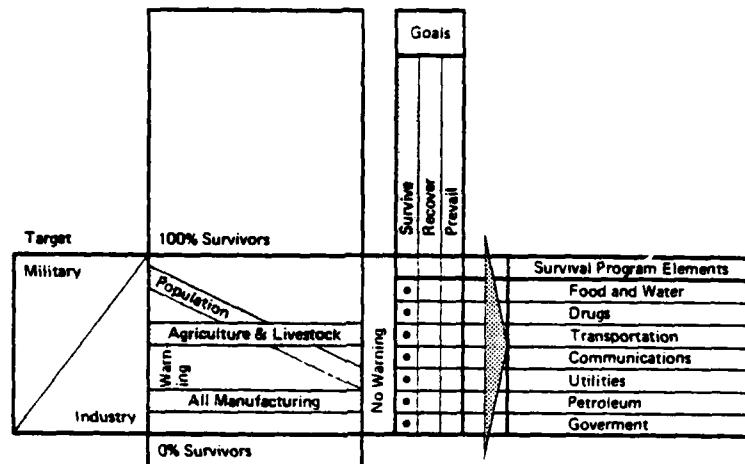 Goals
Survive
Recover
Prevail
Target
100% Survivors
Military
Population
Agriculture & Livestock
Warn-
ing
All Manufacturing
Industry
0% Survivors
No Warning
Survival Program Elements
Food and Water
Drugs
Transportation
Communications
Utilities
Petroleum
Goverment